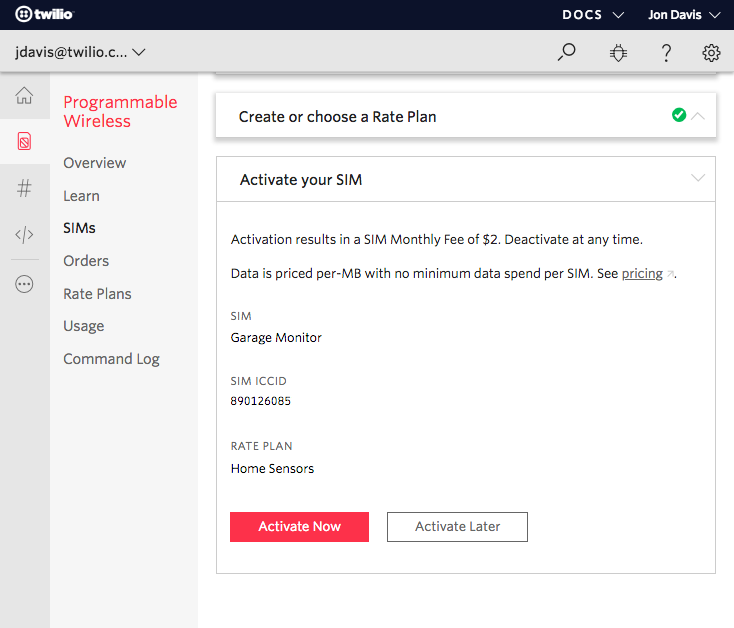 twilio
DOCS
Jon Davis
jdavis@twilio.c...
?
Programmable
Wireless
#
</>
Overview
Learn
SIMs
Orders
Rate Plans
Usage
Command Log
Create or choose a Rate Plan
Activate your SIM
Activation results in a SIM Monthly Fee of $2. Deactivate at any time.
Data is priced per-MB with no minimum data spend per SIM. See pricing.
SIM
Garage Monitor
SIM ICCID
890126085
RATE PLAN
Home Sensors
Activate Now
Activate Later